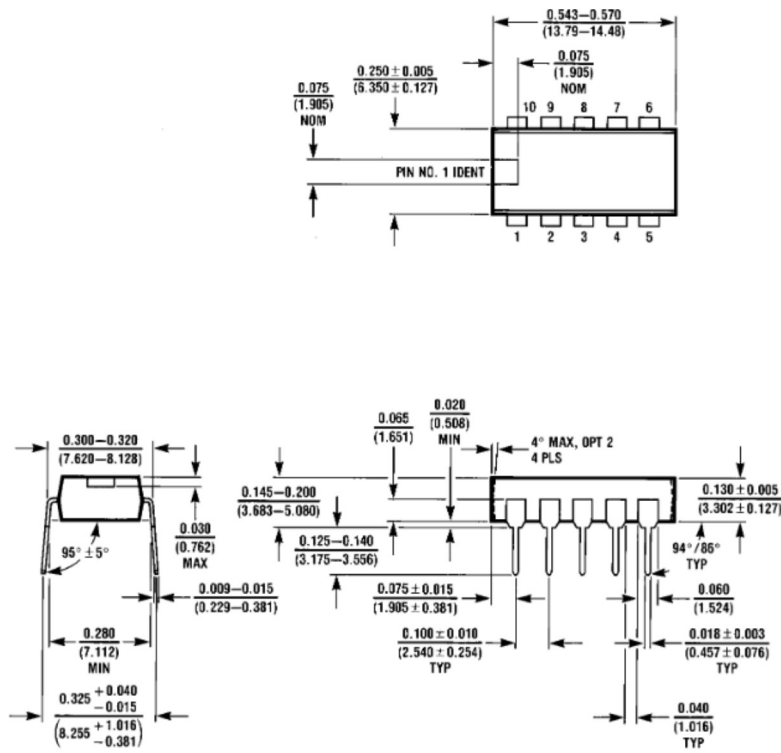 0.543–0.570
(13.79–14.48)
0.250 ± 0.005
(6.350 ± 0.127)
0.075
(1.905)
NOM
0.075
(1.905)
NOM
10 9 8 7 6
PIN NO. 1 IDENT
1 2 3 4 5
0.300–0.320
(7.620–8.128)
0.065
(1.651)
0.020
(0.508)
MIN
4° MAX, OPT 2
4 PLS
0.145–0.200
(3.683–5.080)
0.130 ± 0.005
(3.302 ± 0.127)
0.030
(0.762)
MAX
95° ± 5°
0.125–0.140
(3.175–3.556)
94°/86°
TYP
0.009–0.015
(0.229–0.381)
0.075 ± 0.015
(1.905 ± 0.381)
0.060
(1.524)
0.280
(7.112)
MIN
0.100 ± 0.010
(2.540 ± 0.254)
TYP
0.018 ± 0.003
(0.457 ± 0.076)
TYP
0.325 + 0.040
– 0.015
(8.255 + 1.016
– 0.381)
0.040
(1.016)
TYP